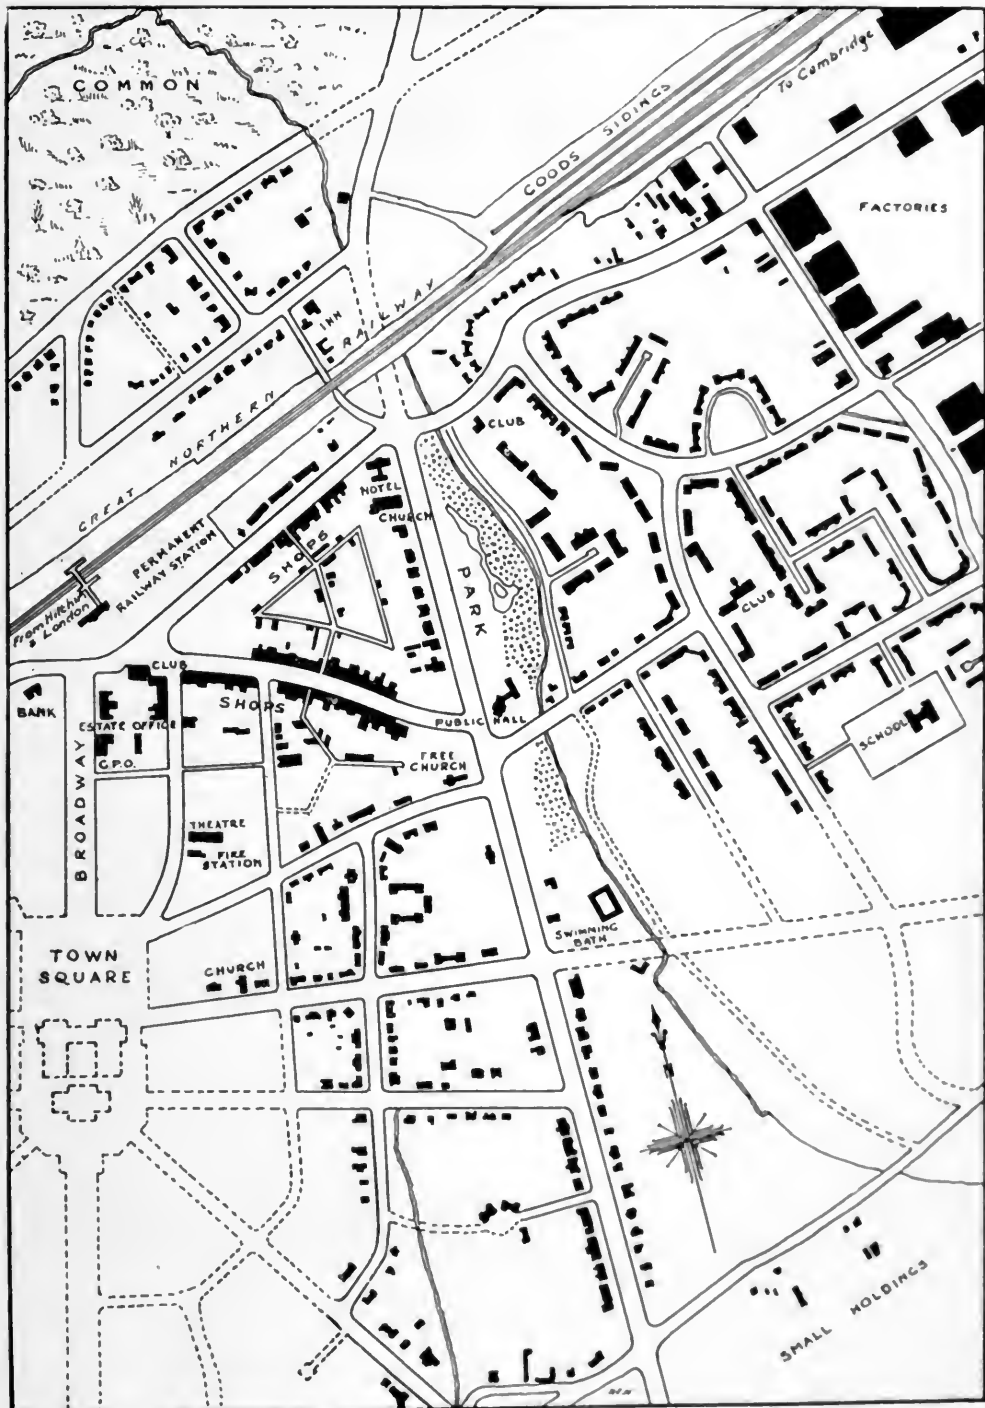 COMMON
GOODS SIDINGS
To Cambridge
FACTORIES
INN
GREAT NORTHERN RAILWAY
CLUB
HOTEL
CHURCH
SHOPS
PERMANENT
RAILWAY STATION
From Hitchin
London
PARK
CLUB
CLUB
SHOPS
BANK
ESTATE OFFICE
G.P.O.
PUBLIC HALL
FREE
CHURCH
SCHOOL
BROADWAY
THEATRE
FIRE
STATION
SWIMMING
BATH
TOWN
SQUARE
CHURCH
SMALL HOLDINGS